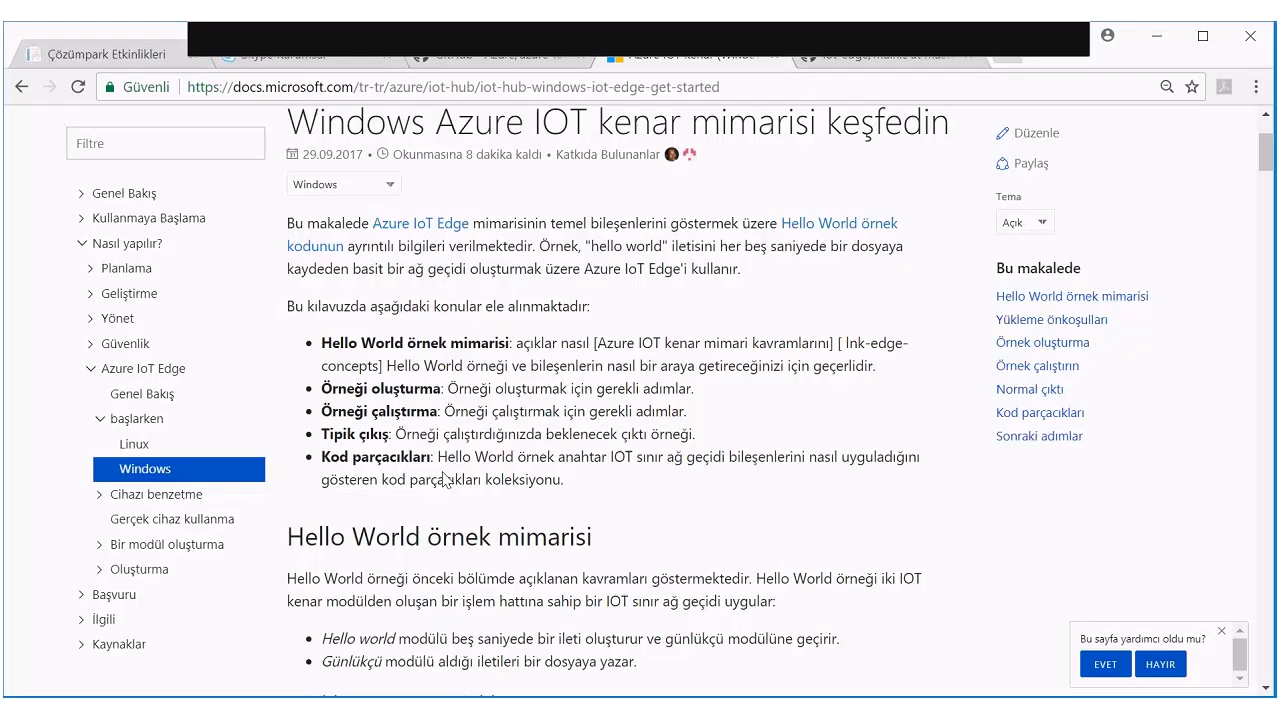 Çözümpark Etkinlikleri
Güvenli
https://docs.microsoft.com/tr-tr/azure/iot-hub/iot-hub-windows-iot-edge-get-started
Filtre
Genel Bakış
Kullanmaya Başlama
Nasıl yapılır?
Planlama
Geliştirme
Yönet
Güvenlik
Azure IoT Edge
Genel Bakış
başlarken
Linux
Windows
Cihazı benzetme
Gerçek cihaz kullanma
Bir modül oluşturma
Oluşturma
Başvuru
İlgili
Kaynaklar
Windows Azure IOT kenar mimarisi keşfedin
29.09.2017 • Okunmasına 8 dakika kaldı • Katkıda Bulunanlar
Windows
Bu makalede Azure IoT Edge mimarisinin temel bileşenlerini göstermek üzere Hello World örnek
kodunun ayrıntılı bilgileri verilmektedir. Örnek, "hello world" iletisini her beş saniyede bir dosyaya
kaydeden basit bir ağ geçidi oluşturmak üzere Azure IoT Edge'i kullanır.
Bu kılavuzda aşağıdaki konular ele alınmaktadır:
• Hello World örnek mimarisi: açıklar nasıl [Azure IOT kenar mimari kavramlarını] [ lnk-edge-
concepts] Hello World örneği ve bileşenlerin nasıl bir araya getireceğinizi için geçerlidir.
• Örneği oluşturma: Örneği oluşturmak için gerekli adımlar.
• Örneği çalıştırma: Örneği çalıştırmak için gerekli adımlar.
• Tipik çıkış: Örneği çalıştırdığınızda beklenecek çıktı örneği.
• Kod parçacıkları: Hello World örnek anahtar IOT sınır ağ geçidi bileşenlerini nasıl uyguladığını
gösteren kod parçacıkları koleksiyonu.
Hello World örnek mimarisi
Hello World örneği önceki bölümde açıklanan kavramları göstermektedir. Hello World örneği iki IOT
kenar modülden oluşan bir işlem hattına sahip bir IOT sınır ağ geçidi uygular:
• Hello world modülü beş saniyede bir ileti oluşturur ve günlükçü modülüne geçirir.
• Günlükçü modülü aldığı iletileri bir dosyaya yazar.
Düzenle
Paylaş
Tema
Açık
Bu makalede
Hello World örnek mimarisi
Yükleme önkoşulları
Örnek oluşturma
Örnek çalıştırın
Normal çıktı
Kod parçacıkları
Sonraki adımlar
Bu sayfa yardımcı oldu mu?
EVET
HAYIR